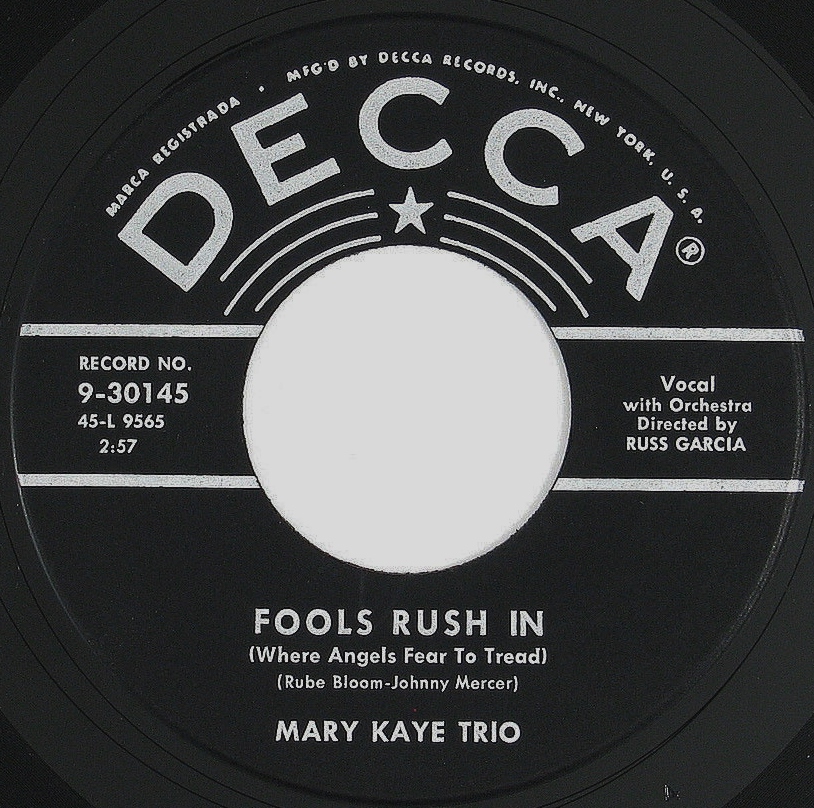 MARCA REGISTRADA • MFG'D BY DECCA RECORDS, INC., NEW YORK, U. S. A.
DECCA®
RECORD NO.
9-30145
45-L 9565
2:57
Vocal
with Orchestra
Directed by
RUSS GARCIA
FOOLS RUSH IN
(Where Angels Fear To Tread)
(Rube Bloom-Johnny Mercer)
MARY KAYE TRIO